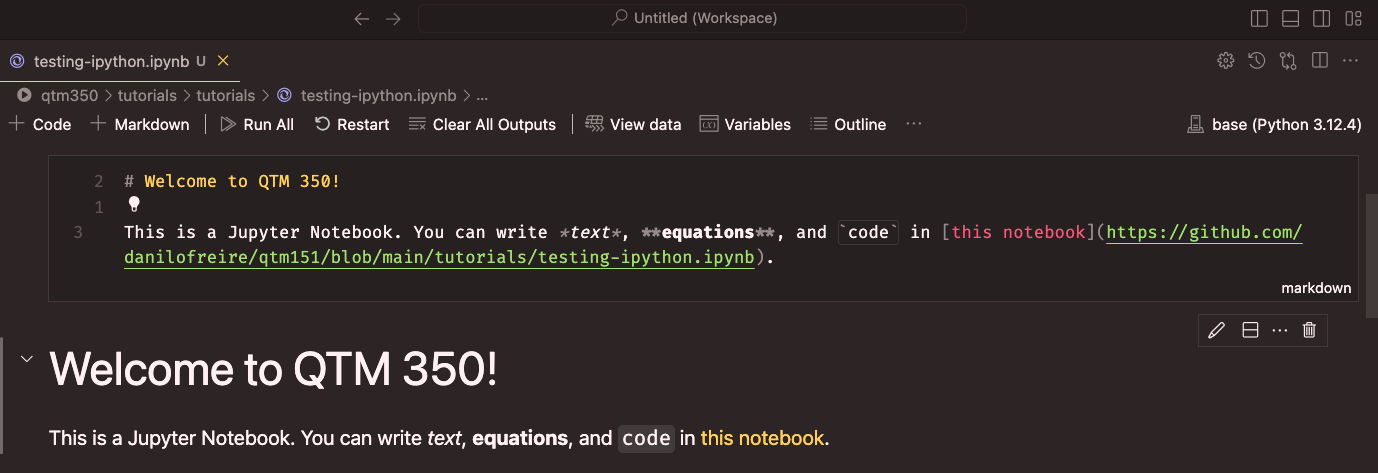 Untitled (Workspace)
testing-ipython.ipynb U
qtm350 > tutorials > tutorials > testing-ipython.ipynb > ...
Code Markdown Run All Restart Clear All Outputs View data Variables Outline ... base (Python 3.12.4)
2 # Welcome to QTM 350!
1
3 This is a Jupyter Notebook. You can write *text*, **equations**, and `code` in [this notebook](https://github.com/
danilofreire/qtm151/blob/main/tutorials/testing-ipython.ipynb).
markdown
Welcome to QTM 350!
This is a Jupyter Notebook. You can write text, equations, and code in this notebook.